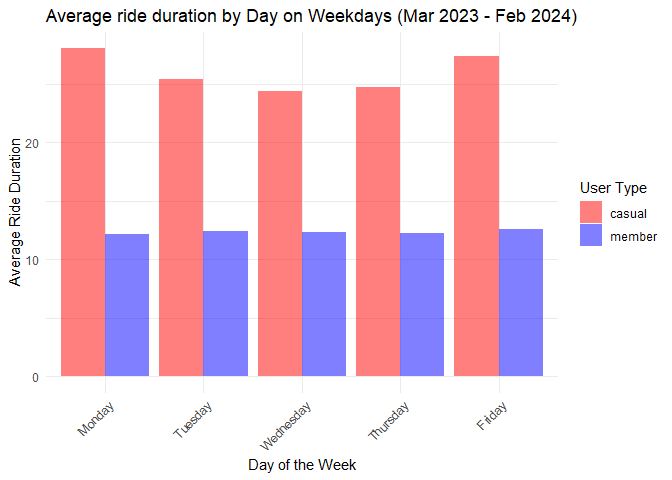 Average ride duration by Day on Weekdays (Mar 2023 - Feb 2024)
Average Ride Duration
20
10
0
Monday
Tuesday
Wednesday
Thursday
Friday
Day of the Week
User Type
casual
member